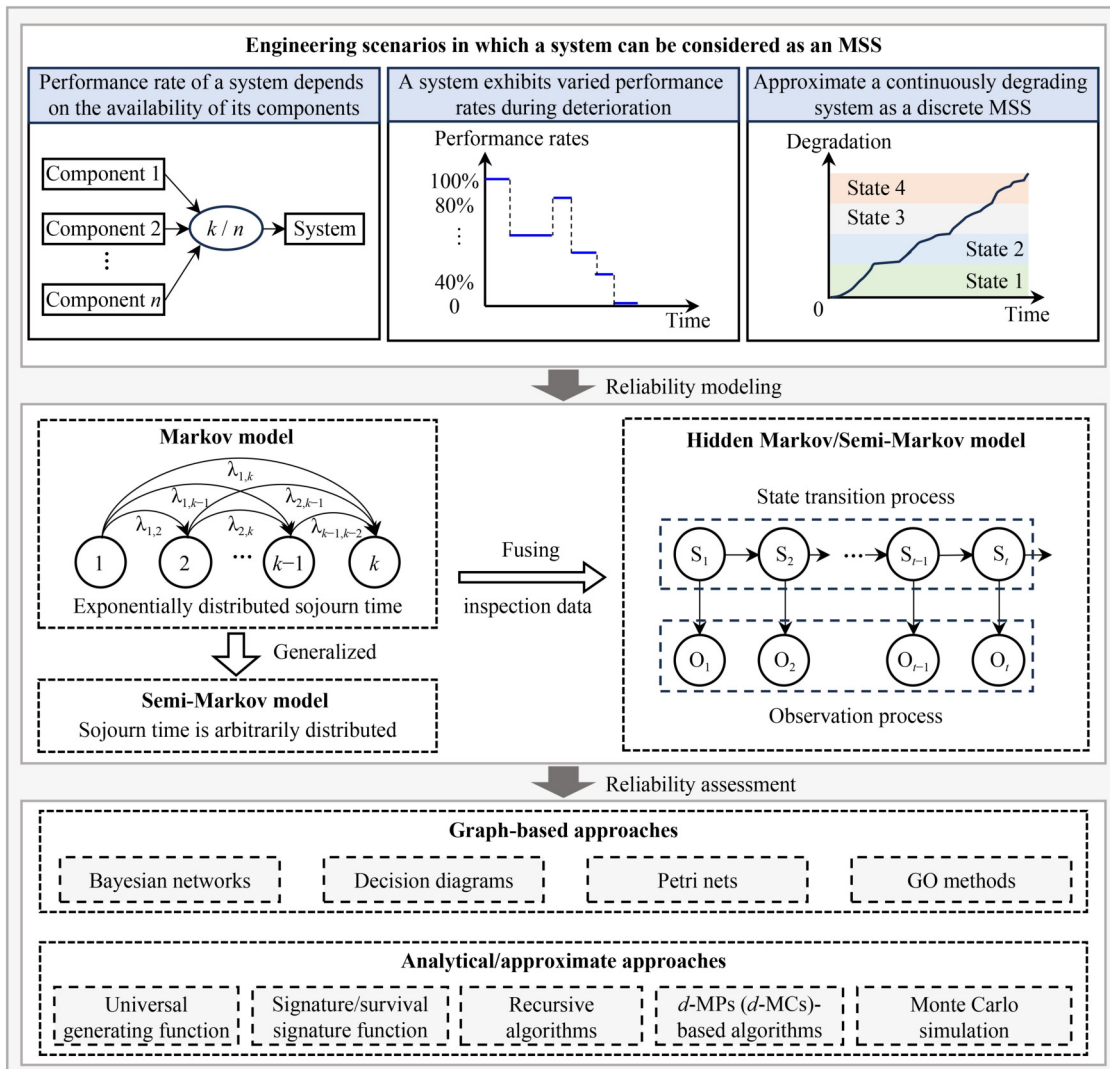 Engineering scenarios in which a system can be considered as an MSS
Performance rate of a system depends
on the availability of its components
Component 1
Component 2
⋮
Component n
k / n
System
A system exhibits varied performance
rates during deterioration
Performance rates
100%
80%
⋮
40%
0
Time
Approximate a continuously degrading
system as a discrete MSS
Degradation
State 4
State 3
State 2
State 1
0
Time
Reliability modeling
Markov model
λ1,k
λ1,k−1
λ2,k−1
λ1,2
λ2,k
λk−1,k−2
1
2
···
k−1
k
Exponentially distributed sojourn time
Generalized
Semi-Markov model
Sojourn time is arbitrarily distributed
Fusing
inspection data
Hidden Markov/Semi-Markov model
State transition process
S1
S2
···
St−1
St
O1
O2
Ot−1
Ot
Observation process
Reliability assessment
Graph-based approaches
Bayesian networks
Decision diagrams
Petri nets
GO methods
Analytical/approximate approaches
Universal
generating function
Signature/survival
signature function
Recursive
algorithms
d-MPs (d-MCs)-
based algorithms
Monte Carlo
simulation